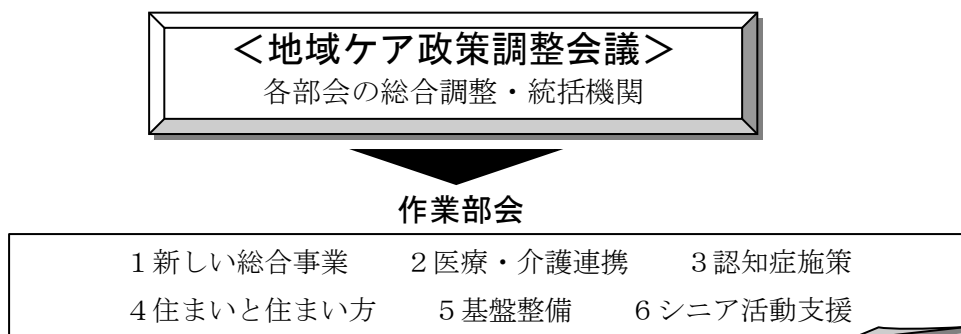 <地域ケア政策調整会議>
各部会の総合調整・統括機関
作業部会
1新しい総合事業 2医療・介護連携 3認知症施策
4住まいと住まい方 5基盤整備 6シニア活動支援